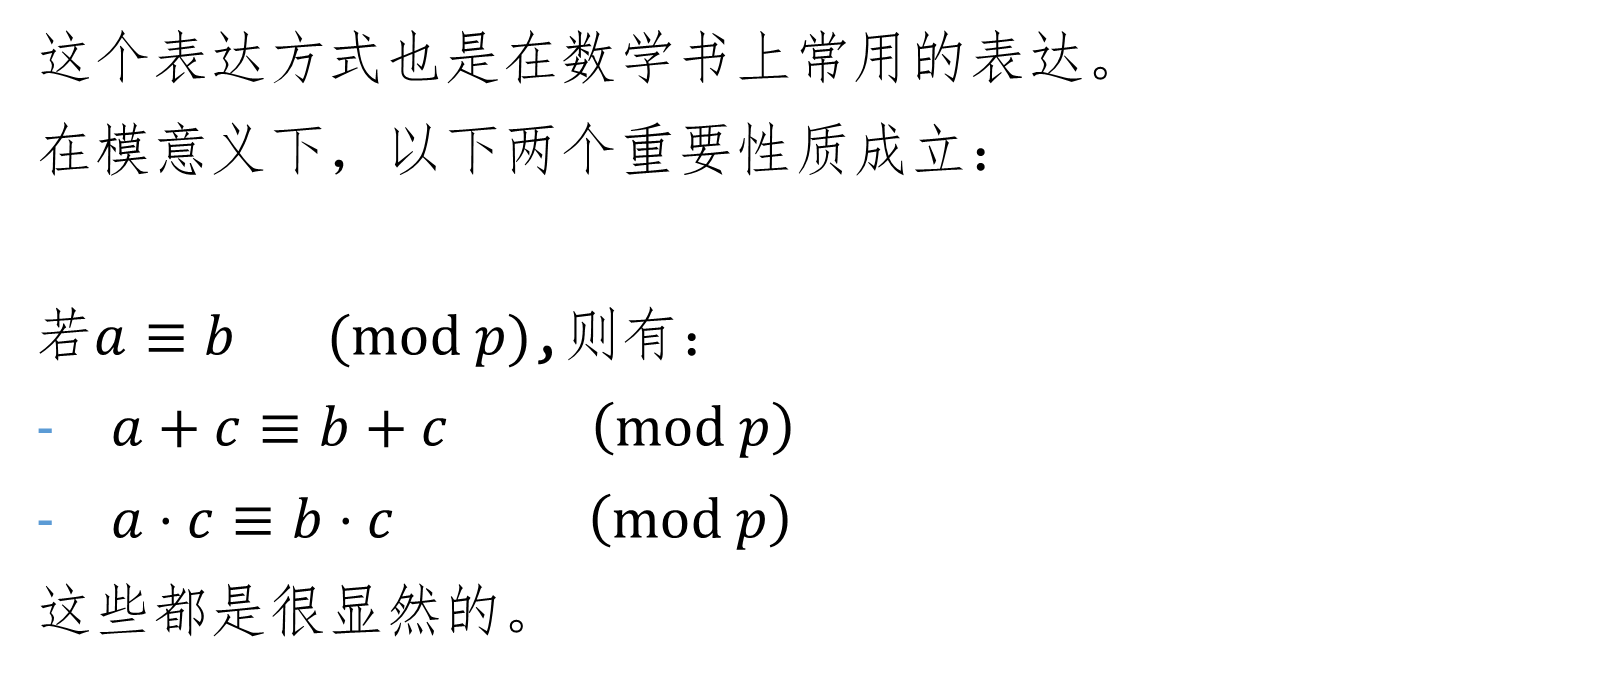 这个表达方式也是在数学书上常用的表达。
在模意义下，以下两个重要性质成立：
若a ≡ b (mod p),则有：
- a + c ≡ b + c (mod p)
- a · c ≡ b · c (mod p)
这些都是很显然的。